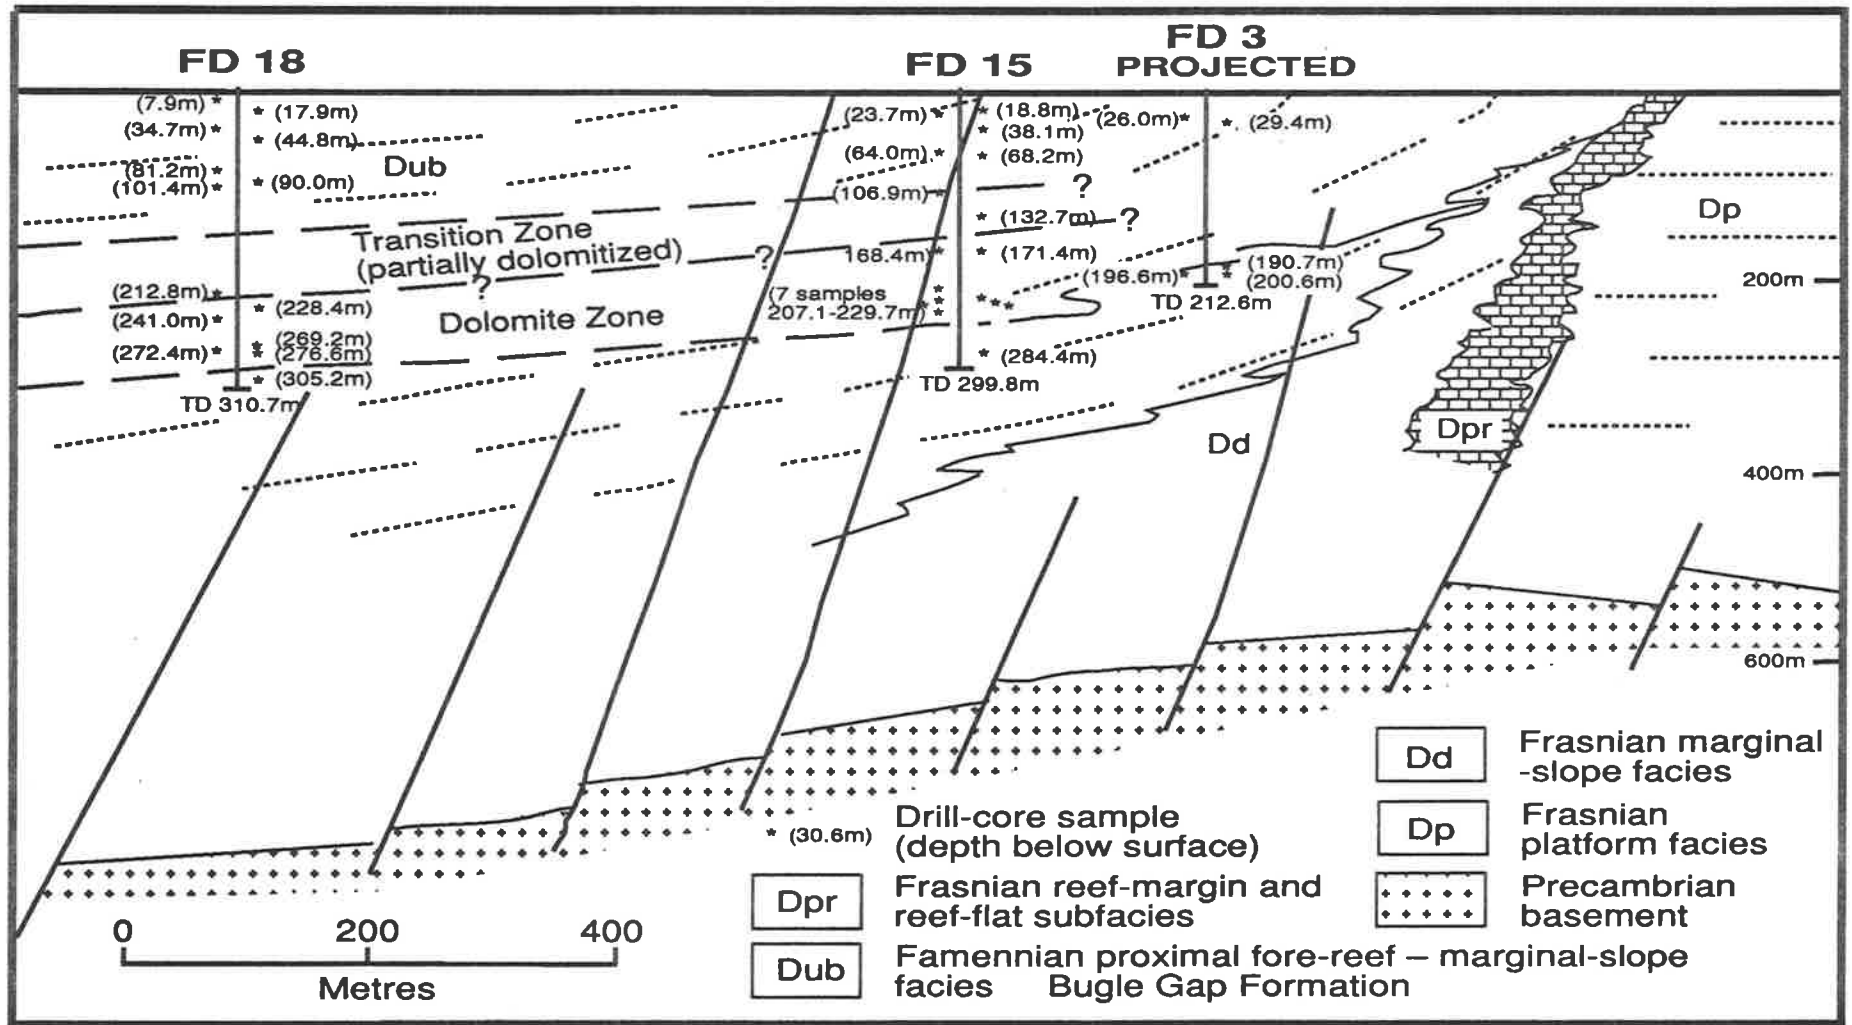 FD 18
FD 15
FD 3
PROJECTED
(7.9m)
(17.9m)
(34.7m)
(44.8m)
(81.2m)
(101.4m)
(90.0m)
Dub
(23.7m)
(18.8m)
(38.1m)
(64.0m)
(68.2m)
(106.9m)
?
(132.7m)
?
168.4m)
(171.4m)
(26.0m)
(29.4m)
(196.6m)
(190.7m)
(200.6m)
TD 212.6m
Transition Zone
(partially dolomitized)
?
?
(212.8m)
(228.4m)
(241.0m)
Dolomite Zone
(269.2m)
(272.4m)
(276.6m)
(305.2m)
TD 310.7m
(7 samples
207.1-229.7m)
(284.4m)
TD 299.8m
Dp
Dpr
Dd
200m
400m
600m
0 200 400
Metres
(30.6m)
Drill-core sample
(depth below surface)
Dpr
Frasnian reef-margin and
reef-flat subfacies
Dub
Famennian proximal fore-reef – marginal-slope
facies Bugle Gap Formation
Dd
Frasnian marginal
-slope facies
Dp
Frasnian
platform facies
Precambrian
basement